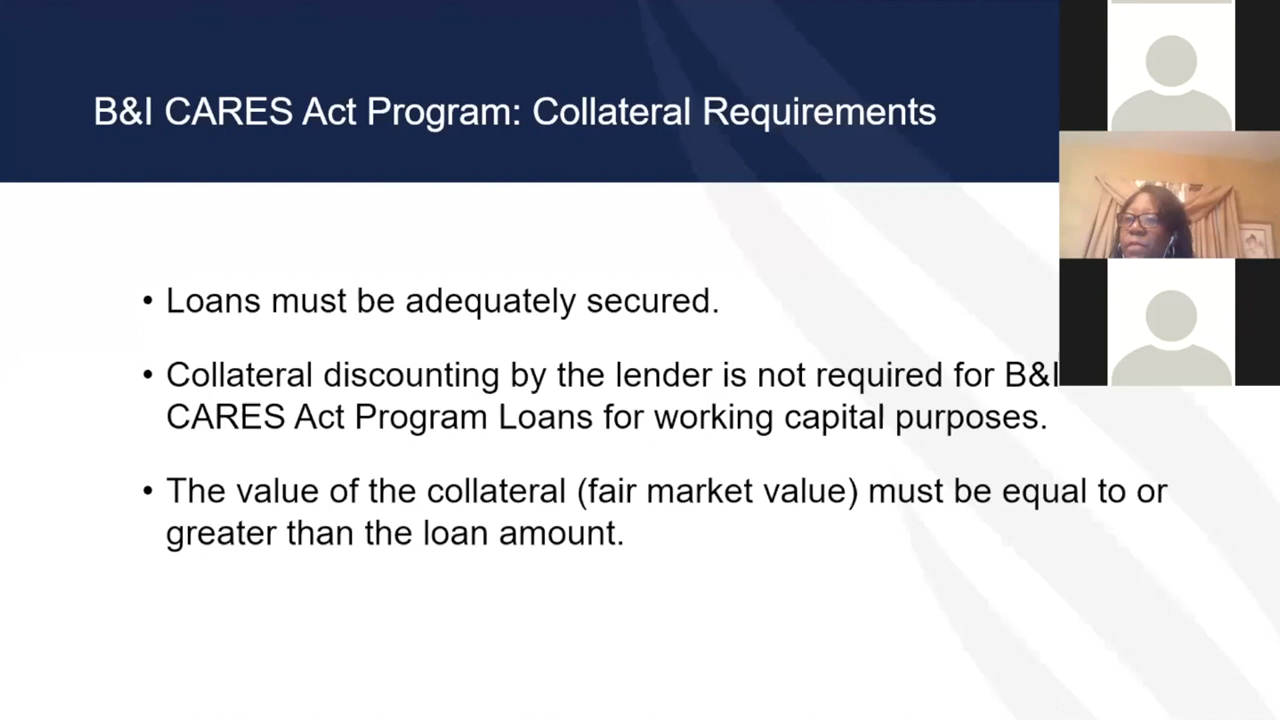 B&I CARES Act Program: Collateral Requirements
• Loans must be adequately secured.
• Collateral discounting by the lender is not required for B&I
CARES Act Program Loans for working capital purposes.
• The value of the collateral (fair market value) must be equal to or
greater than the loan amount.